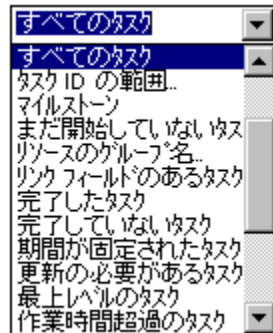 すべてのタスク
すべてのタスク
タスク ID の範囲...
マイルストーン
まだ開始していないタス
リソースのグループ名...
リンク フィールドのあるタスク
完了したタスク
完了していないタスク
期間が固定されたタスク
更新の必要があるタスク
最上レベルのタスク
作業時間超過のタスク